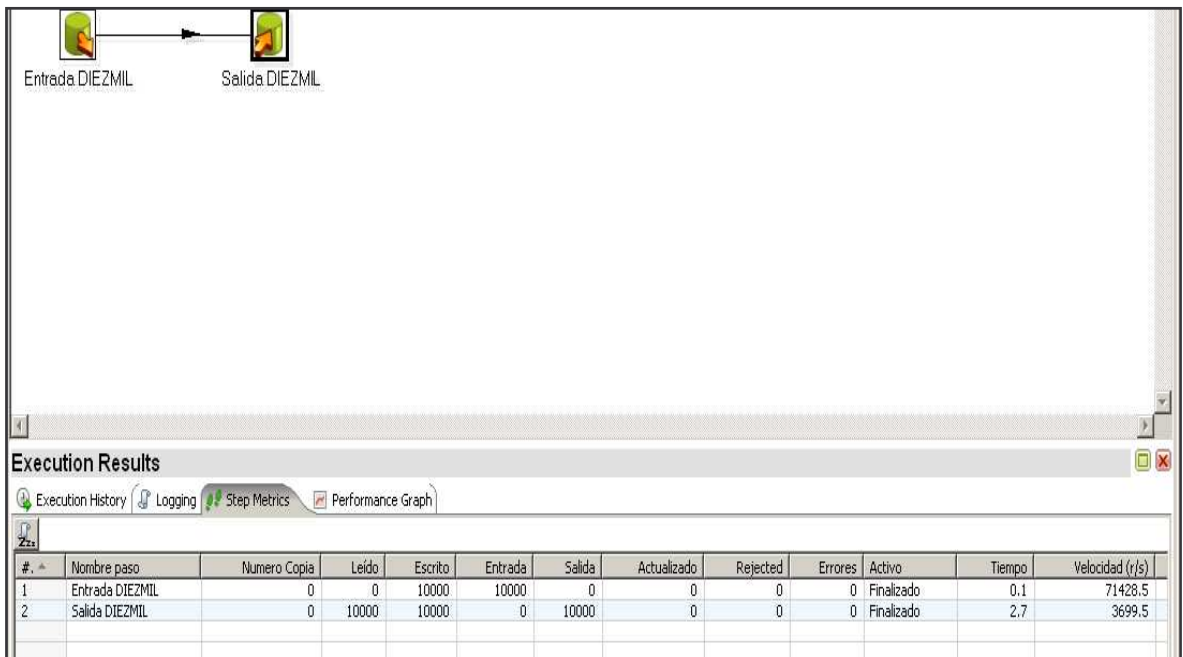 Entrada DIEZMIL
Salida DIEZMIL
Execution Results
Execution History Logging Step Metrics Performance Graph
#. Nombre paso Numero Copia Leído Escrito Entrada Salida Actualizado Rejected Errores Activo Tiempo Velocidad (r/s)
1 Entrada DIEZMIL 0 0 10000 10000 0 0 0 0 Finalizado 0.1 71428.5
2 Salida DIEZMIL 0 10000 10000 0 10000 0 0 0 Finalizado 2.7 3699.5